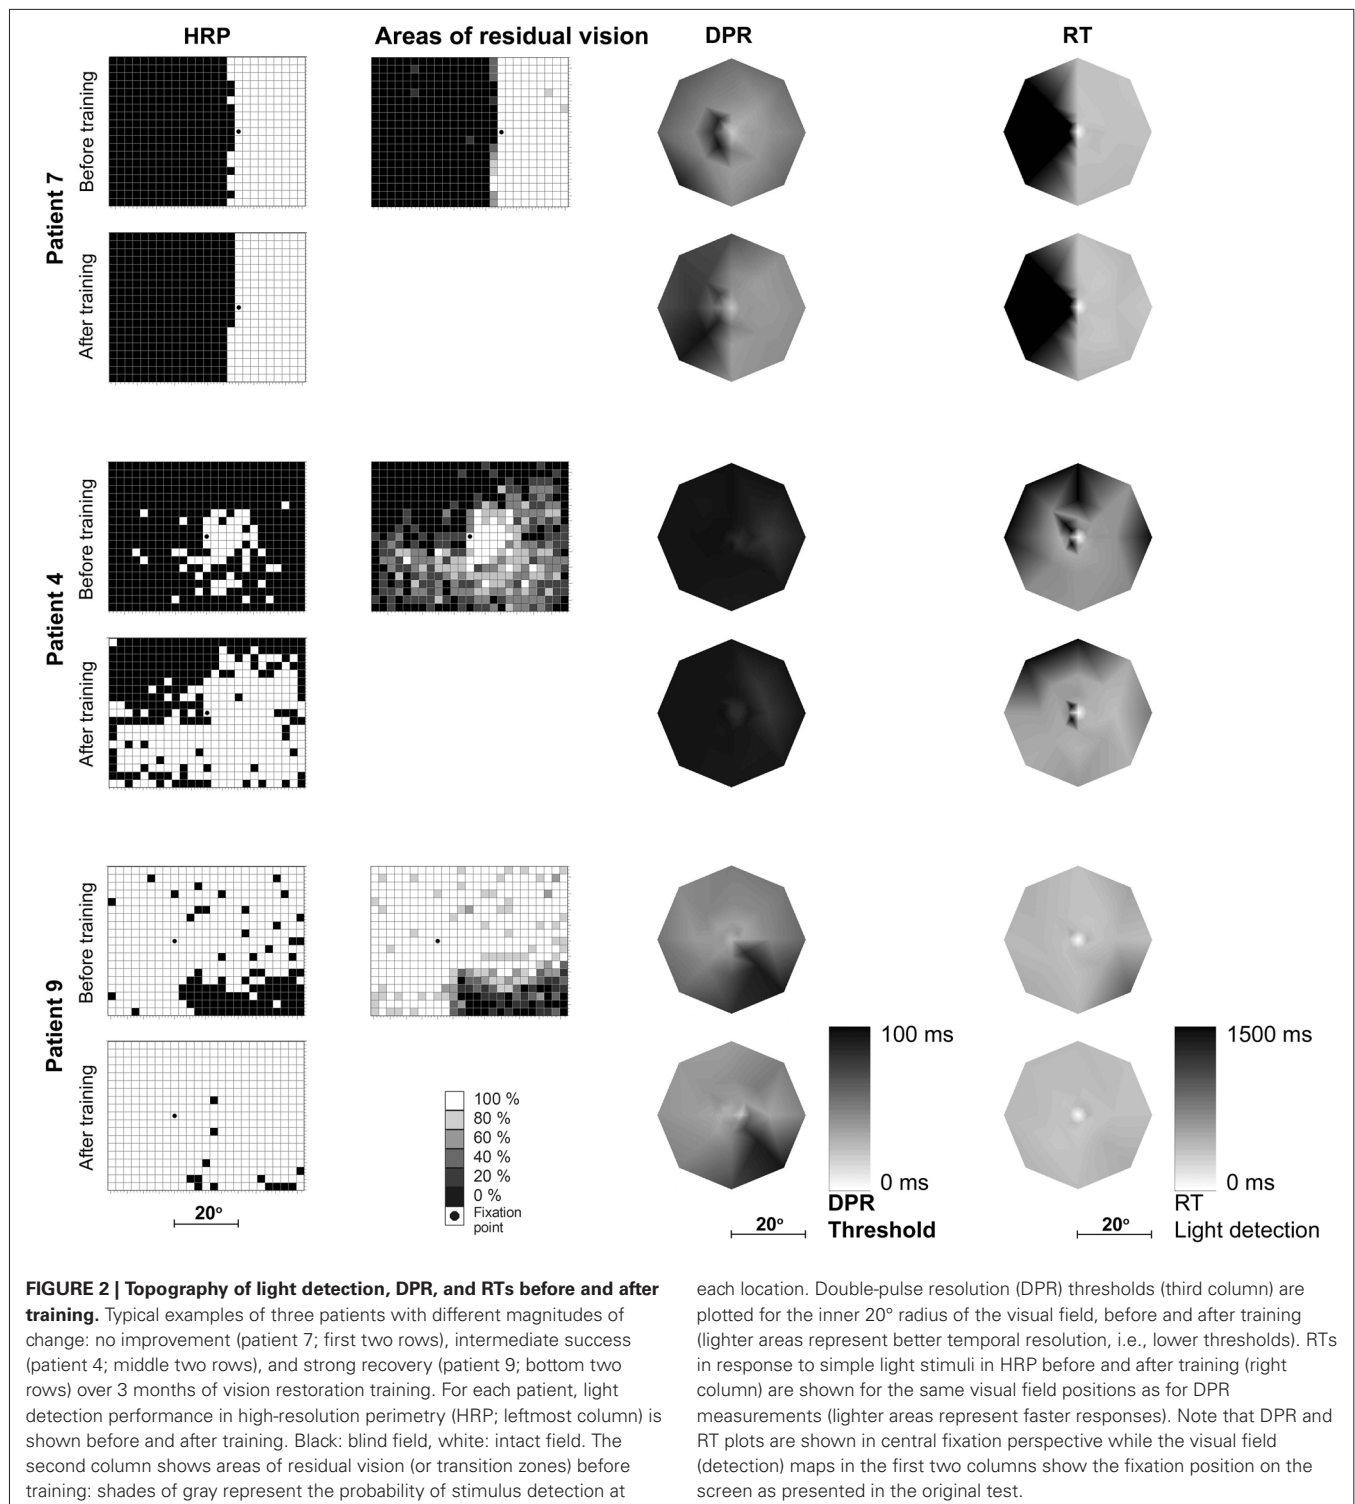 HRP
Areas of residual vision
DPR
RT
Patient 7
Before training
After training
Patient 4
Before training
After training
Patient 9
Before training
After training
20°
100 %
80 %
60 %
40 %
20 %
0 %
Fixation
point
100 ms
0 ms
DPR
Threshold
20°
1500 ms
0 ms
RT
Light detection
20°
FIGURE 2 | Topography of light detection, DPR, and RTs before and after
training. Typical examples of three patients with different magnitudes of
change: no improvement (patient 7; first two rows), intermediate success
(patient 4; middle two rows), and strong recovery (patient 9; bottom two
rows) over 3 months of vision restoration training. For each patient, light
detection performance in high-resolution perimetry (HRP; leftmost column) is
shown before and after training. Black: blind field, white: intact field. The
second column shows areas of residual vision (or transition zones) before
training: shades of gray represent the probability of stimulus detection at
each location. Double-pulse resolution (DPR) thresholds (third column) are
plotted for the inner 20° radius of the visual field, before and after training
(lighter areas represent better temporal resolution, i.e., lower thresholds). RTs
in response to simple light stimuli in HRP before and after training (right
column) are shown for the same visual field positions as for DPR
measurements (lighter areas represent faster responses). Note that DPR and
RT plots are shown in central fixation perspective while the visual field
(detection) maps in the first two columns show the fixation position on the
screen as presented in the original test.